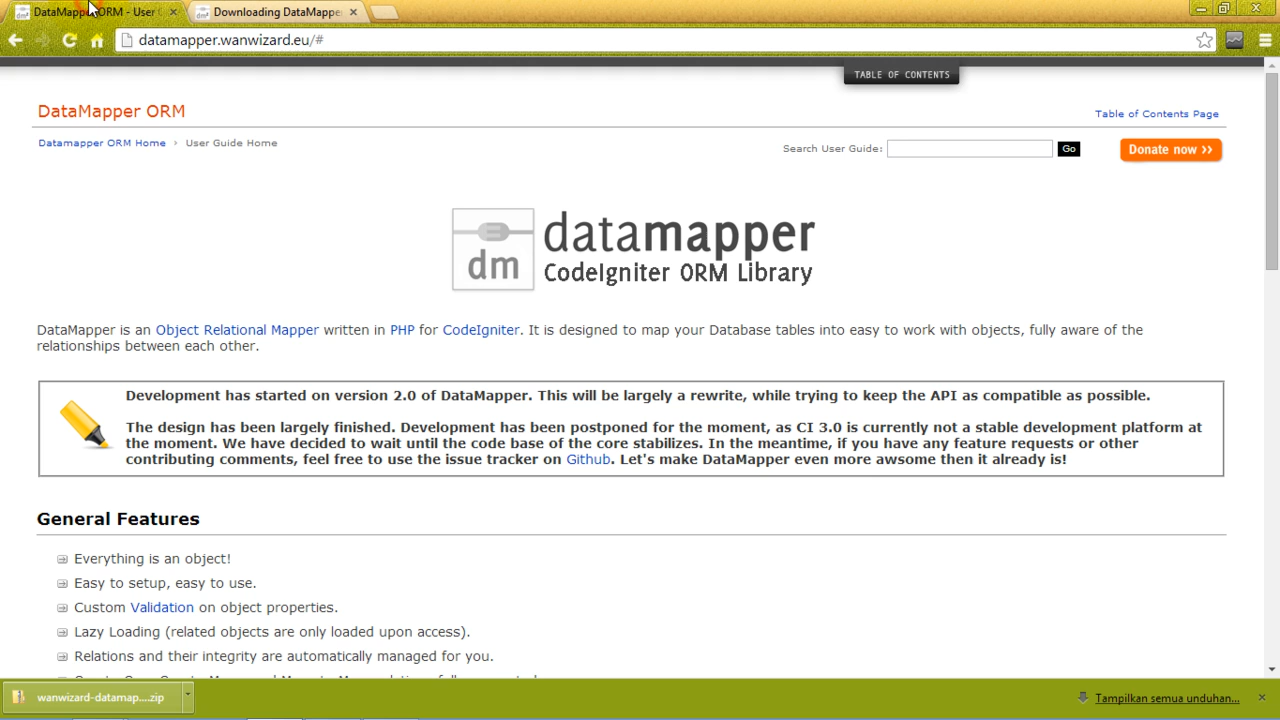 DataMapper ORM - User
Downloading DataMapper
datamapper.wanwizard.eu/#
TABLE OF CONTENTS
DataMapper ORM
Table of Contents Page
Datamapper ORM Home › User Guide Home
Search User Guide:
Go
Donate now >>
datamapper
dm
CodeIgniter ORM Library
DataMapper is an Object Relational Mapper written in PHP for CodeIgniter. It is designed to map your Database tables into easy to work with objects, fully aware of the
relationships between each other.
Development has started on version 2.0 of DataMapper. This will be largely a rewrite, while trying to keep the API as compatible as possible.
The design has been largely finished. Development has been postponed for the moment, as CI 3.0 is currently not a stable development platform at
the moment. We have decided to wait until the code base of the core stabilizes. In the meantime, if you have any feature requests or other
contributing comments, feel free to use the issue tracker on Github. Let's make DataMapper even more awsome then it already is!
General Features
Everything is an object!
Easy to setup, easy to use.
Custom Validation on object properties.
Lazy Loading (related objects are only loaded upon access).
Relations and their integrity are automatically managed for you.
wanwizard-datamap....zip
Tampilkan semua unduhan...